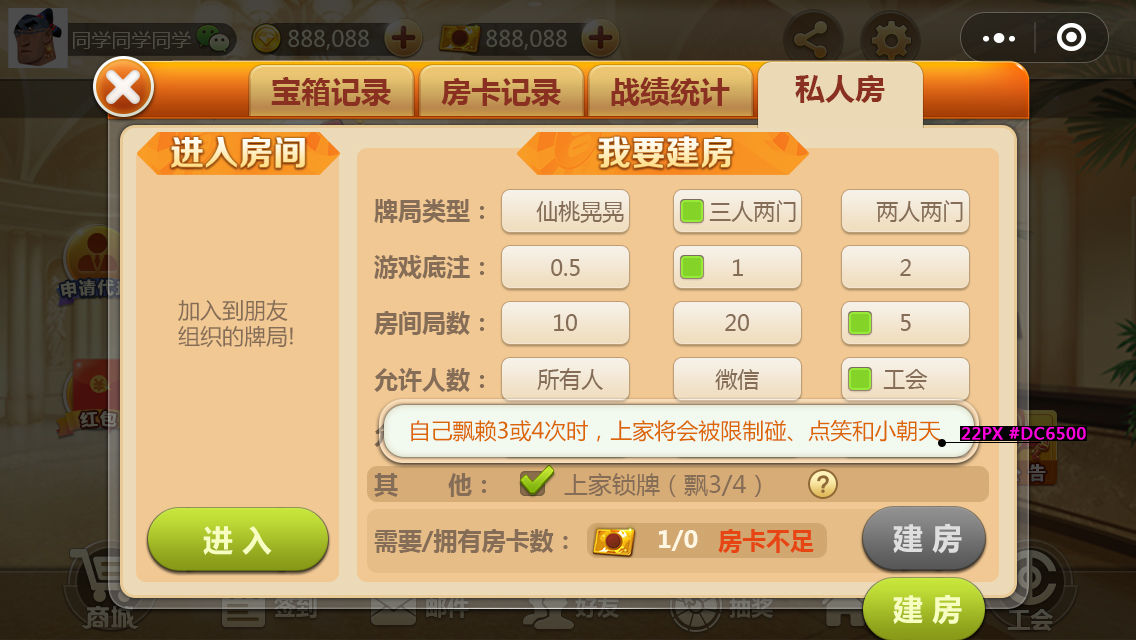 同学同学同学
888,088
888,088
宝箱记录
房卡记录
战绩统计
私人房
进入房间
我要建房
牌局类型：
仙桃晃晃
三人两门
两人两门
游戏底注：
0.5
1
2
申请代
加入到朋友
组织的牌局!
房间局数：
10
20
5
允许人数：
所有人
微信
工会
红包
自己飘赖3或4次时，上家将会被限制碰、点笑和小朝天
22PX #DC6500
告
其 他：
上家锁牌（飘3/4）
?
进入
需要/拥有房卡数：
1/0
房卡不足
建房
建房
商城
签到
邮件
好友
抽奖
工会